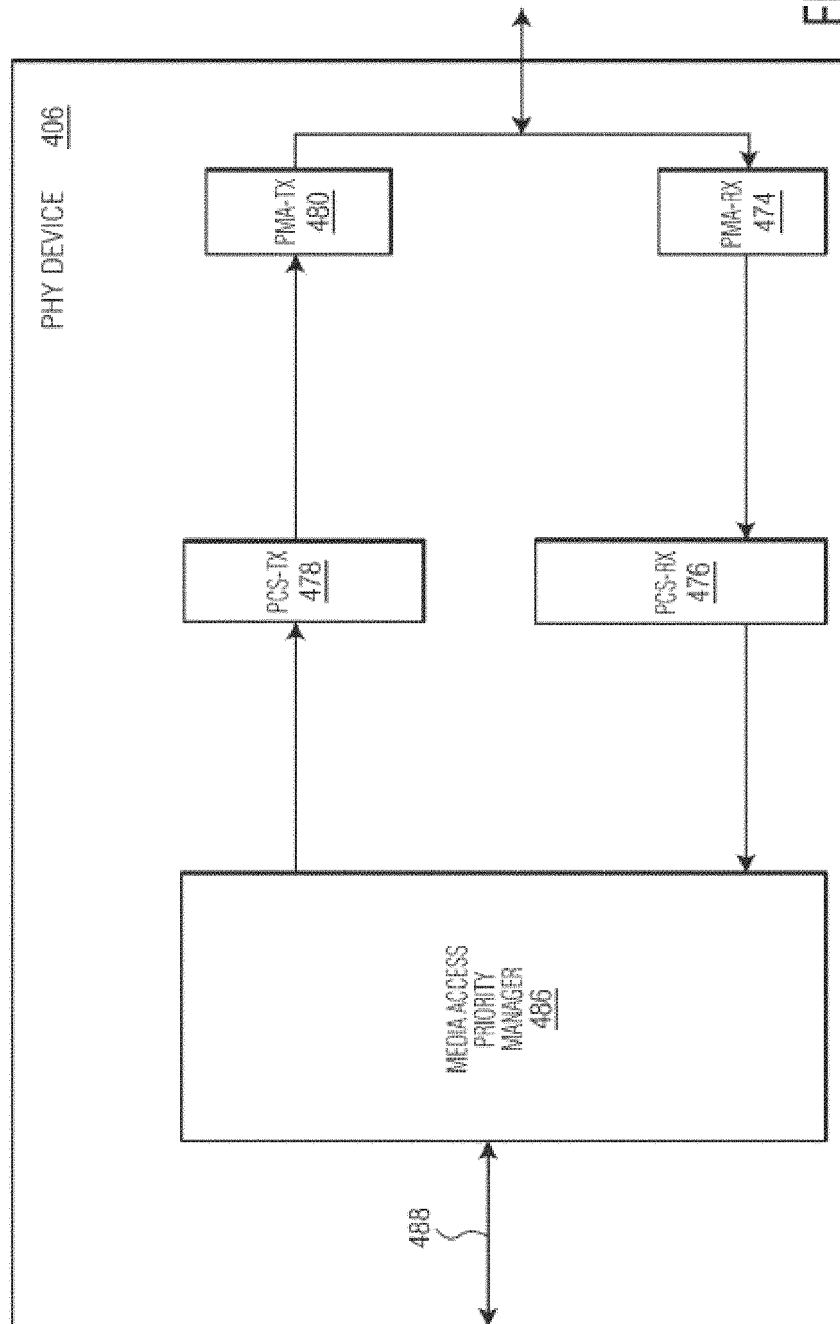 PHY DEVICE 406
MEDIA ACCESS
PRIORITY
MANAGER
486
488
PCS-TX
478
PMA-TX
480
PCS-RX
476
PMA-RX
474